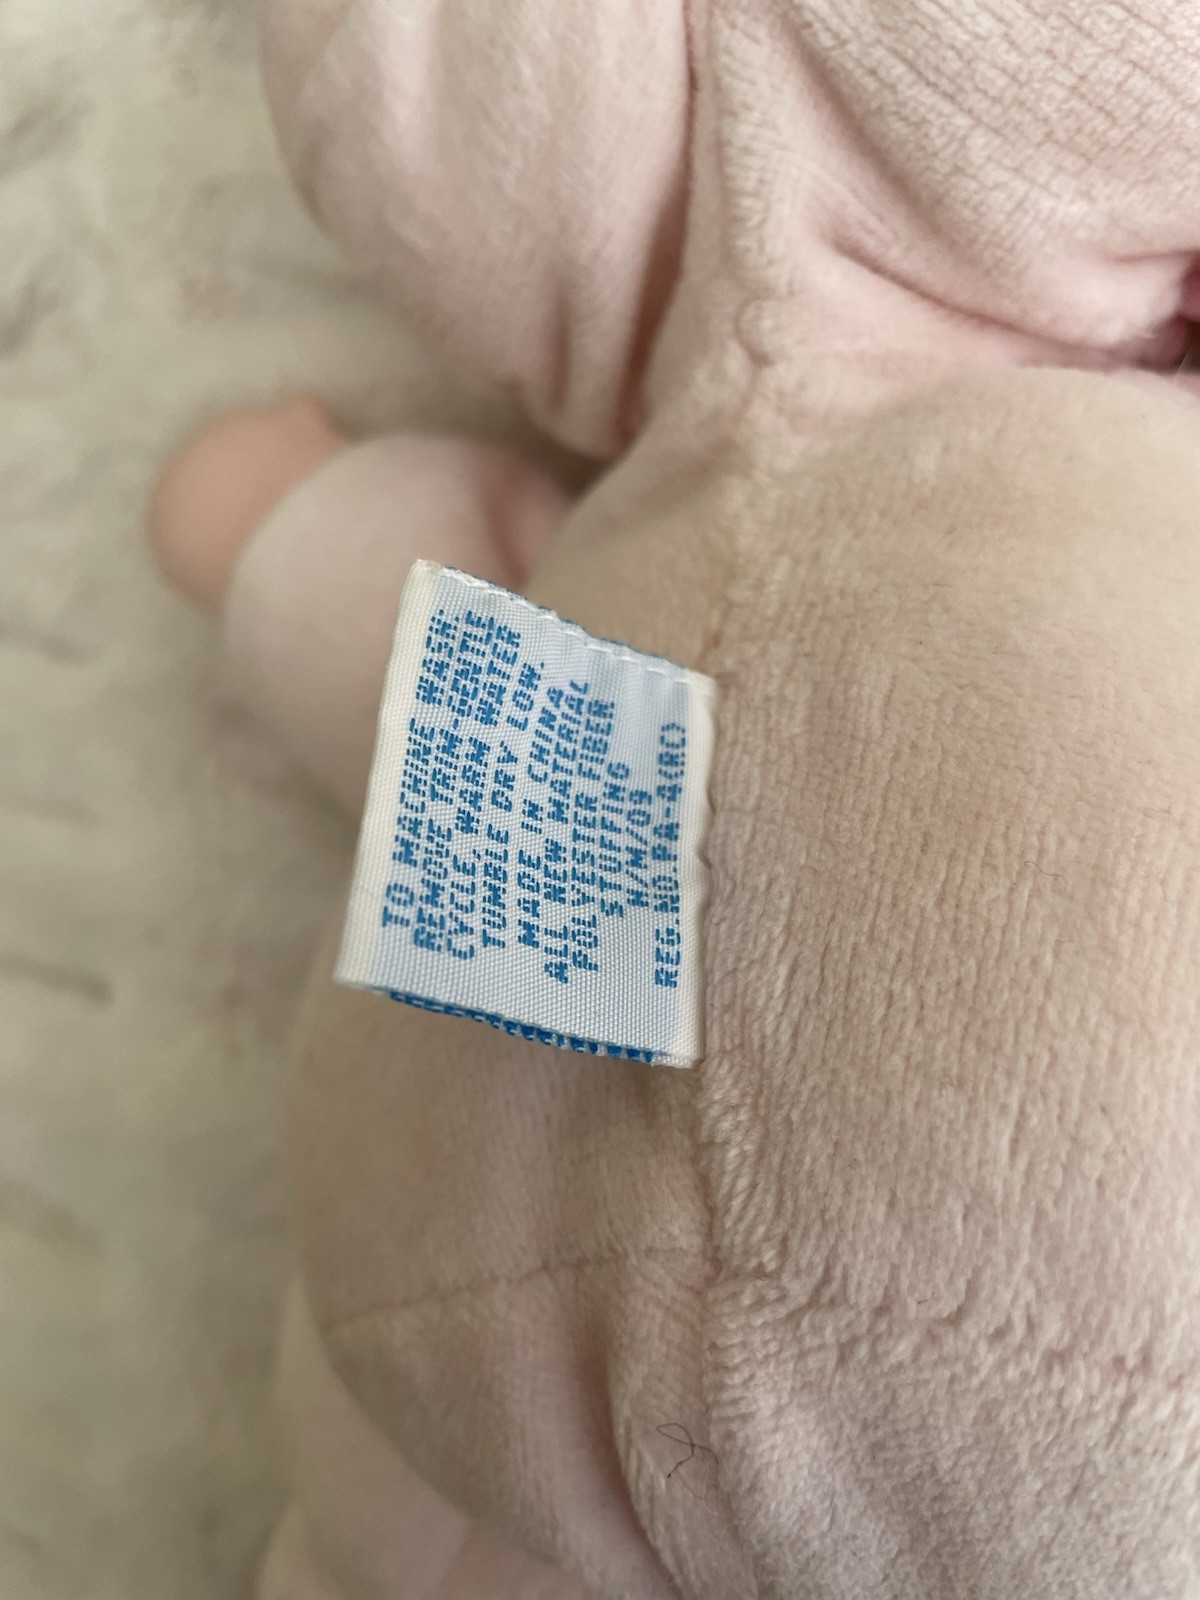 TO MACHINE WASH:
REMOVE TRIM-GENTLE
CYCLE, WARM WATER
TUMBLE DRY LOW.
MADE IN CHINA
ALL NEW MATERIAL
POLYESTER FIBER
STUFFING
H/M/09
REG NO PA-4(RC)